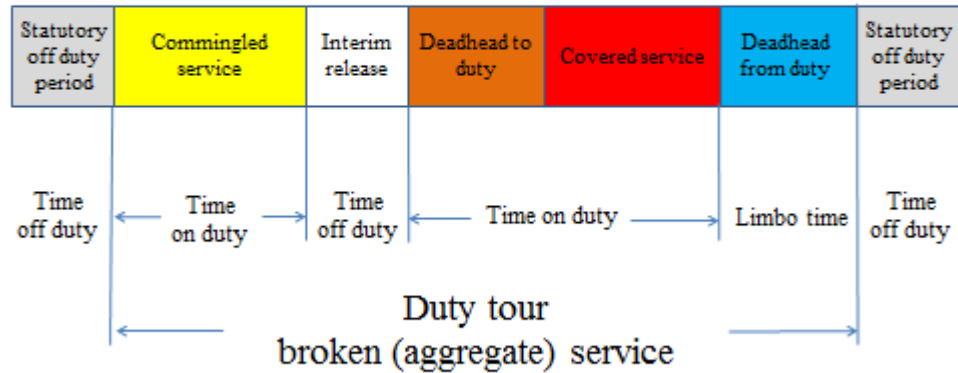 Statutory
off duty
period
Commingled
service
Interim
release
Deadhead to
duty
Covered service
Deadhead
from duty
Statutory
off duty
period
Time
off duty
Time
on duty
Time
off duty
Time on duty
Limbo time
Time
off duty
Duty tour
broken (aggregate) service